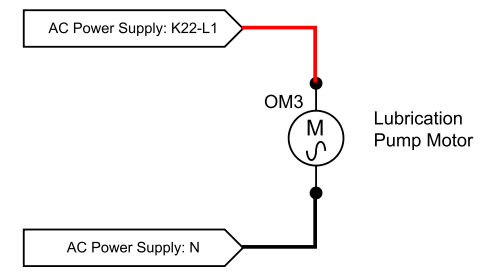 AC Power Supply: K22-L1
OM3
M
Lubrication
Pump Motor
AC Power Supply: N